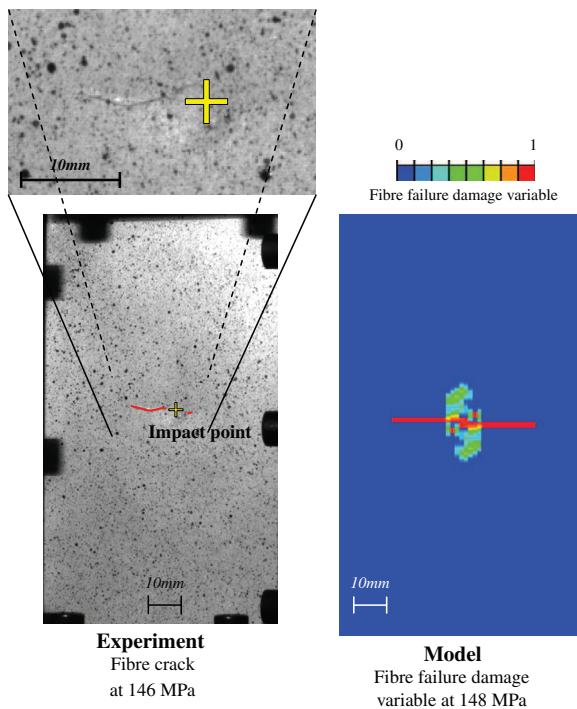 10mm
0 1
Fibre failure damage variable
Impact point
10mm
10mm
Experiment
Fibre crack
at 146 MPa
Model
Fibre failure damage
variable at 148 MPa